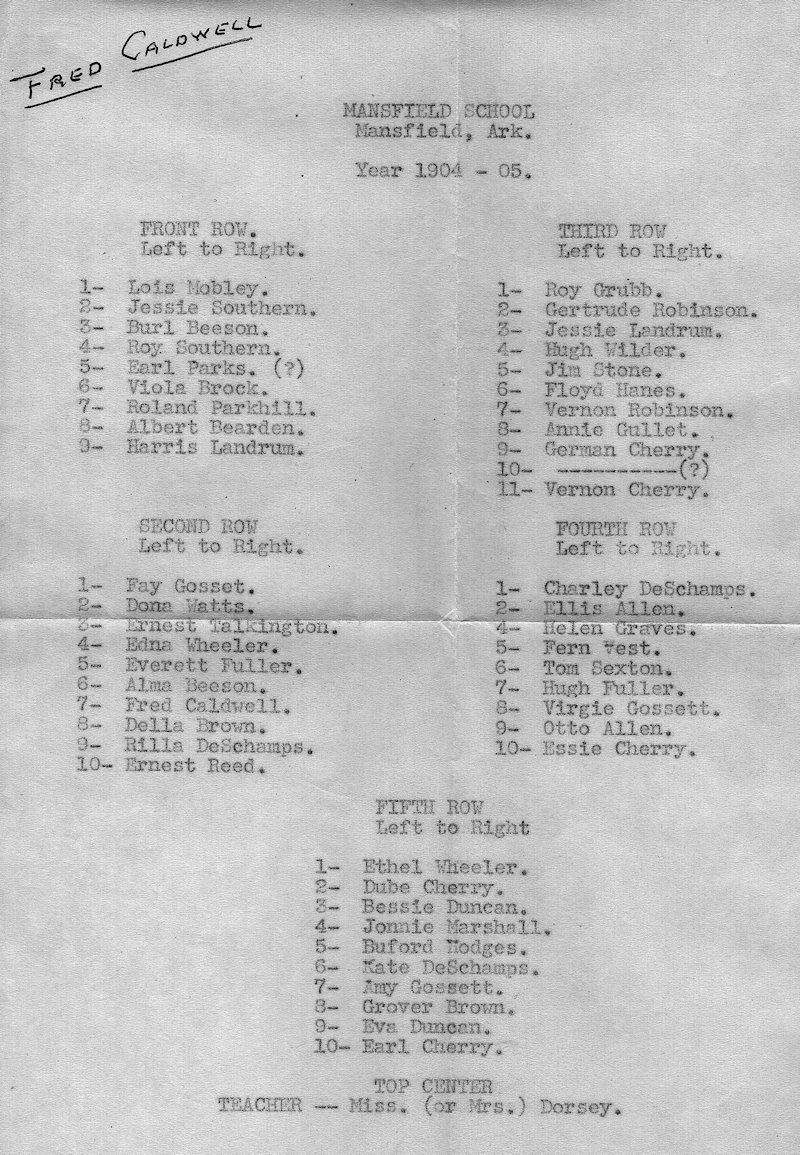 FRED CALDWELL
MANSFIELD SCHOOL
Mansfield, Ark.
Year 1904 - 05.
FRONT ROW.
Left to Right.
1- Lois Mobley.
2- Jessie Southern.
3- Burl Beeson.
4- Roy Southern.
5- Earl Parks. (?)
6- Viola Brock.
7- Roland Parkhill.
8- Albert Bearden.
9- Harris Landrum.
SECOND ROW
Left to Right.
1- Fay Gosset.
2- Dona Watts.
3- Ernest Talkington.
4- Edna Wheeler.
5- Everett Fuller.
6- Alma Beeson.
7- Fred Caldwell.
8- Della Brown.
9- Rilla DeSchamps.
10- Ernest Reed.
THIRD ROW
Left to Right.
1- Roy Grubb.
2- Gertrude Robinson.
3- Jessie Landrum.
4- Hugh Wilder.
5- Jim Stone.
6- Floyd Hanes.
7- Vernon Robinson.
8- Annie Gullet.
9- German Cherry.
10- ----------(?)
11- Vernon Cherry.
FOURTH ROW
Left to Right.
1- Charley DeSchamps.
2- Ellis Allen.
4- Helen Graves.
5- Fern Vest.
6- Tom Sexton.
7- Hugh Fuller.
8- Virgie Gossett.
9- Otto Allen.
10- Essie Cherry.
FIFTH ROW
Left to Right
1- Ethel Wheeler.
2- Dube Cherry.
3- Bessie Duncan.
4- Jonnie Marshall.
5- Buford Hodges.
6- Kate DeSchamps.
7- Amy Gossett.
8- Grover Brown.
9- Eva Duncan.
10- Earl Cherry.
TOP CENTER
TEACHER -- Miss. (or Mrs.) Dorsey.